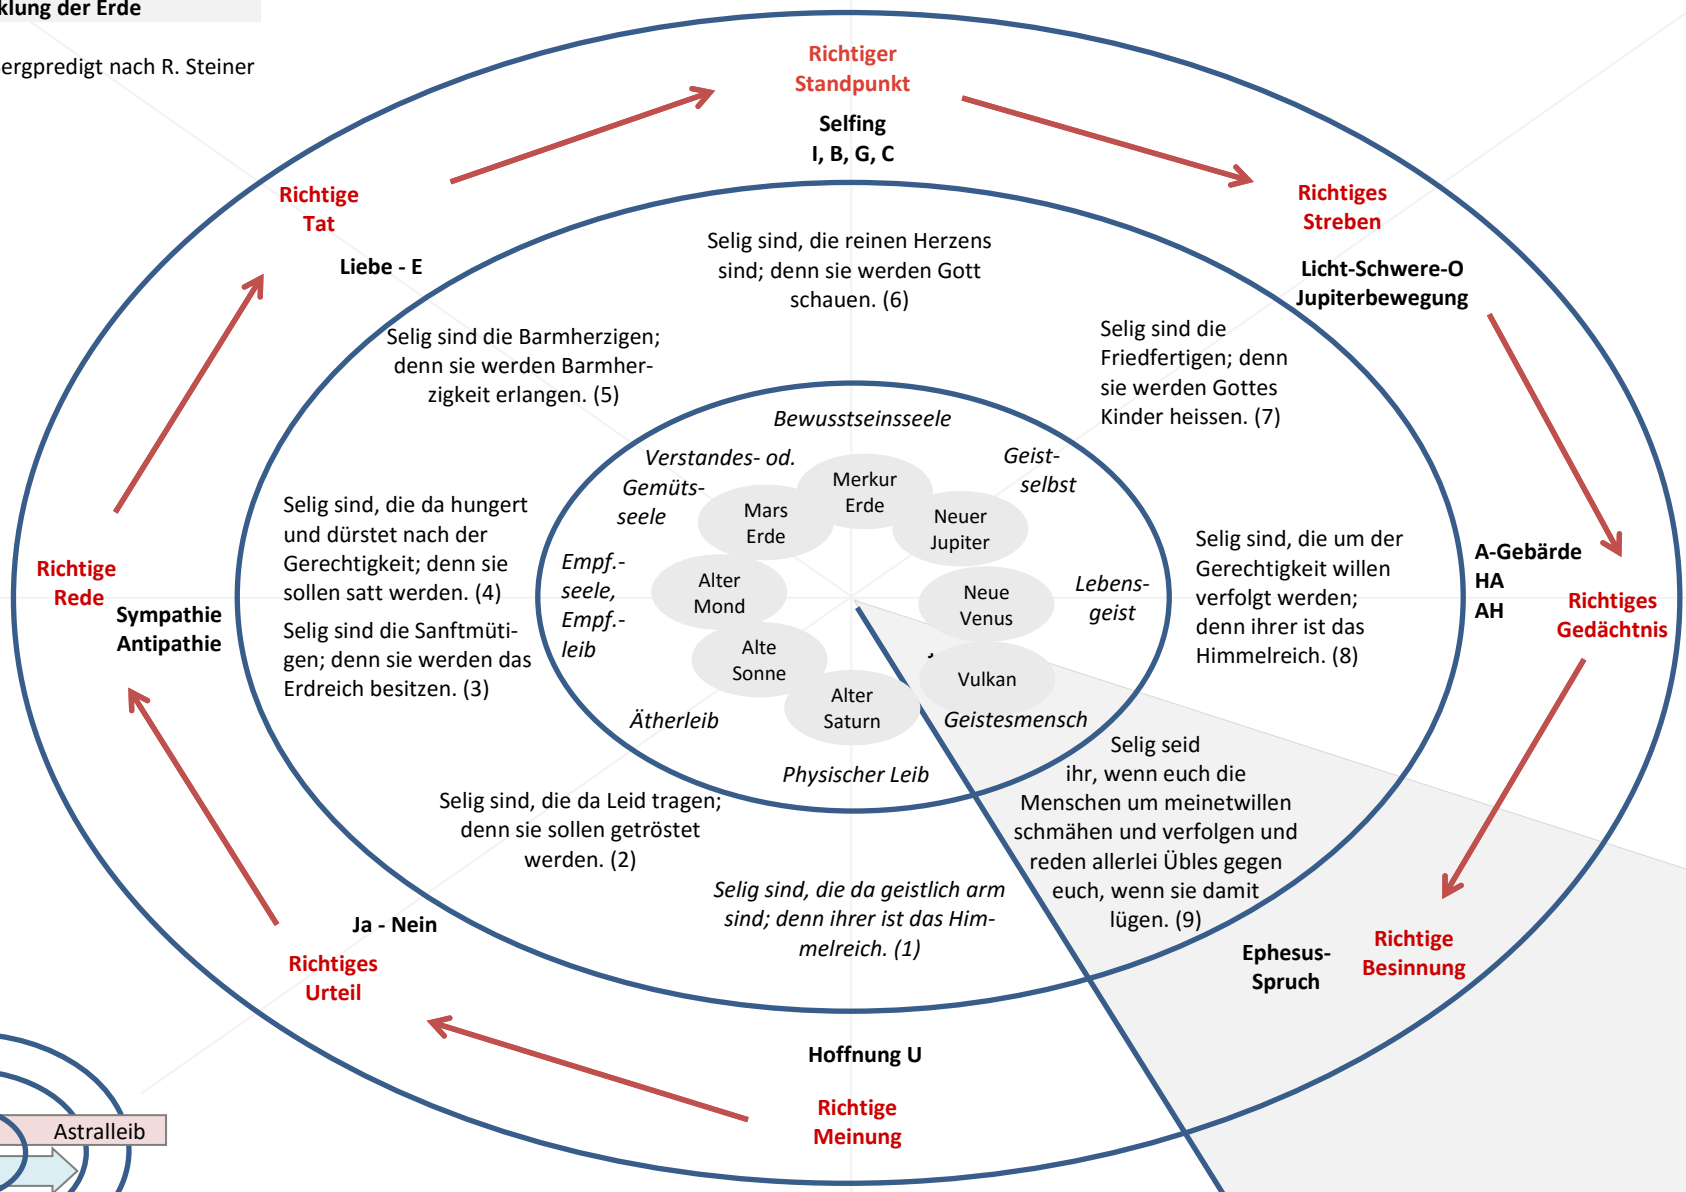 klung der Erde
Bergpredigt nach R. Steiner
Richtiger
Standpunkt
Selfing
I, B, G, C
Richtige
Tat
Liebe - E
Richtiges
Streben
Licht-Schwere-O
Jupiterbewegung
Selig sind, die reinen Herzens
sind; denn sie werden Gott
schauen. (6)
Selig sind die Barmherzigen;
denn sie werden Barmher-
zigkeit erlangen. (5)
Selig sind die
Friedfertigen; denn
sie werden Gottes
Kinder heissen. (7)
Bewusstseinsseele
Verstandes- od.
Gemüts-
seele
Geist-
selbst
Merkur
Erde
Mars
Erde
Neuer
Jupiter
Selig sind, die da hungert
und dürstet nach der
Gerechtigkeit; denn sie
sollen satt werden. (4)
Selig sind die Sanftmüti-
gen; denn sie werden das
Erdreich besitzen. (3)
Empf.-
seele,
Empf.-
leib
Alter
Mond
Neue
Venus
Lebens-
geist
Selig sind, die um der
Gerechtigkeit willen
verfolgt werden;
denn ihrer ist das
Himmelreich. (8)
A-Gebärde
HA
AH
Richtiges
Gedächtnis
Richtige
Rede
Sympathie
Antipathie
Alte
Sonne
Alter
Saturn
Vulkan
Ätherleib
Geistesmensch
Physischer Leib
Selig sind, die da Leid tragen;
denn sie sollen getröstet
werden. (2)
Selig seid
ihr, wenn euch die
Menschen um meinetwillen
schmähen und verfolgen und
reden allerlei Übles gegen
euch, wenn sie damit
lügen. (9)
Selig sind, die da geistlich arm
sind; denn ihrer ist das Him-
melreich. (1)
Ja - Nein
Richtiges
Urteil
Ephesus-
Spruch
Richtige
Besinnung
Hoffnung U
Richtige
Meinung
Astralleib